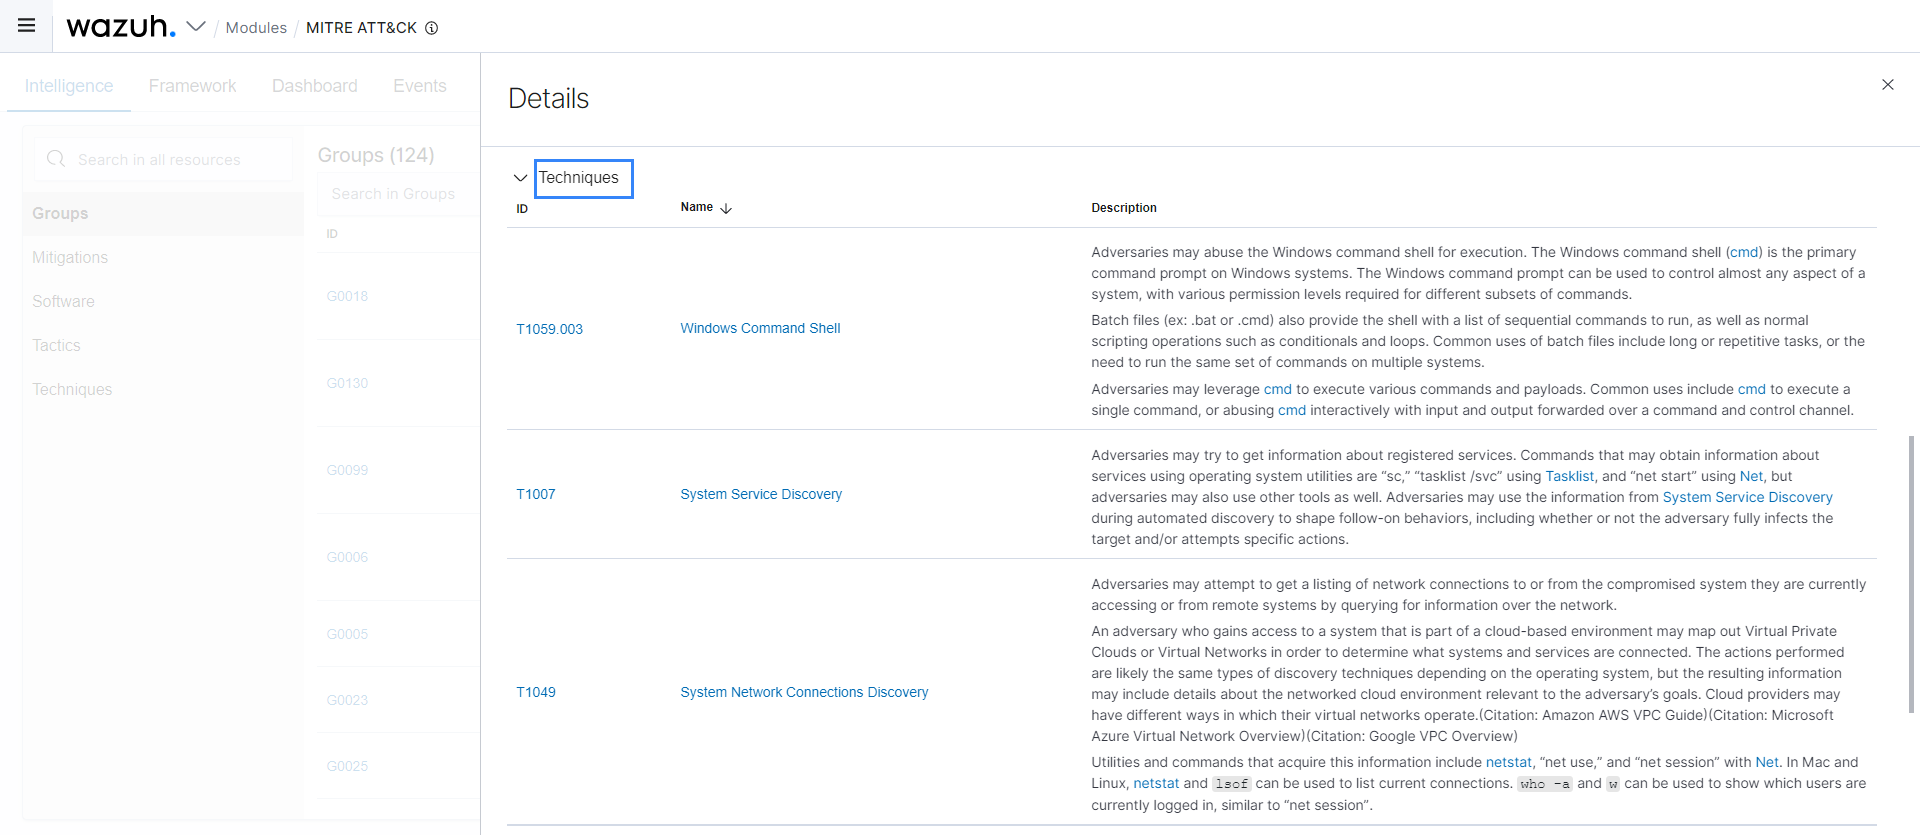 wazuh. / Modules / MITRE ATT&CK
Intelligence Framework Dashboard Events
Search in all resources
Groups
Mitigations
Software
Tactics
Techniques
Groups (124)
Search in Groups
ID
G0018
G0130
G0099
G0006
G0005
G0023
G0025
Details
Techniques
ID Name Description
T1059.003 Windows Command Shell
Adversaries may abuse the Windows command shell for execution. The Windows command shell (cmd) is the primary
command prompt on Windows systems. The Windows command prompt can be used to control almost any aspect of a
system, with various permission levels required for different subsets of commands.
Batch files (ex: .bat or .cmd) also provide the shell with a list of sequential commands to run, as well as normal
scripting operations such as conditionals and loops. Common uses of batch files include long or repetitive tasks, or the
need to run the same set of commands on multiple systems.
Adversaries may leverage cmd to execute various commands and payloads. Common uses include cmd to execute a
single command, or abusing cmd interactively with input and output forwarded over a command and control channel.
T1007 System Service Discovery
Adversaries may try to get information about registered services. Commands that may obtain information about
services using operating system utilities are “sc,” “tasklist /svc” using Tasklist, and “net start” using Net, but
adversaries may also use other tools as well. Adversaries may use the information from System Service Discovery
during automated discovery to shape follow-on behaviors, including whether or not the adversary fully infects the
target and/or attempts specific actions.
T1049 System Network Connections Discovery
Adversaries may attempt to get a listing of network connections to or from the compromised system they are currently
accessing or from remote systems by querying for information over the network.
An adversary who gains access to a system that is part of a cloud-based environment may map out Virtual Private
Clouds or Virtual Networks in order to determine what systems and services are connected. The actions performed
are likely the same types of discovery techniques depending on the operating system, but the resulting information
may include details about the networked cloud environment relevant to the adversary’s goals. Cloud providers may
have different ways in which their virtual networks operate.(Citation: Amazon AWS VPC Guide)(Citation: Microsoft
Azure Virtual Network Overview)(Citation: Google VPC Overview)
Utilities and commands that acquire this information include netstat, “net use,” and “net session” with Net. In Mac and
Linux, netstat and lsof can be used to list current connections. who -a and w can be used to show which users are
currently logged in, similar to “net session”.